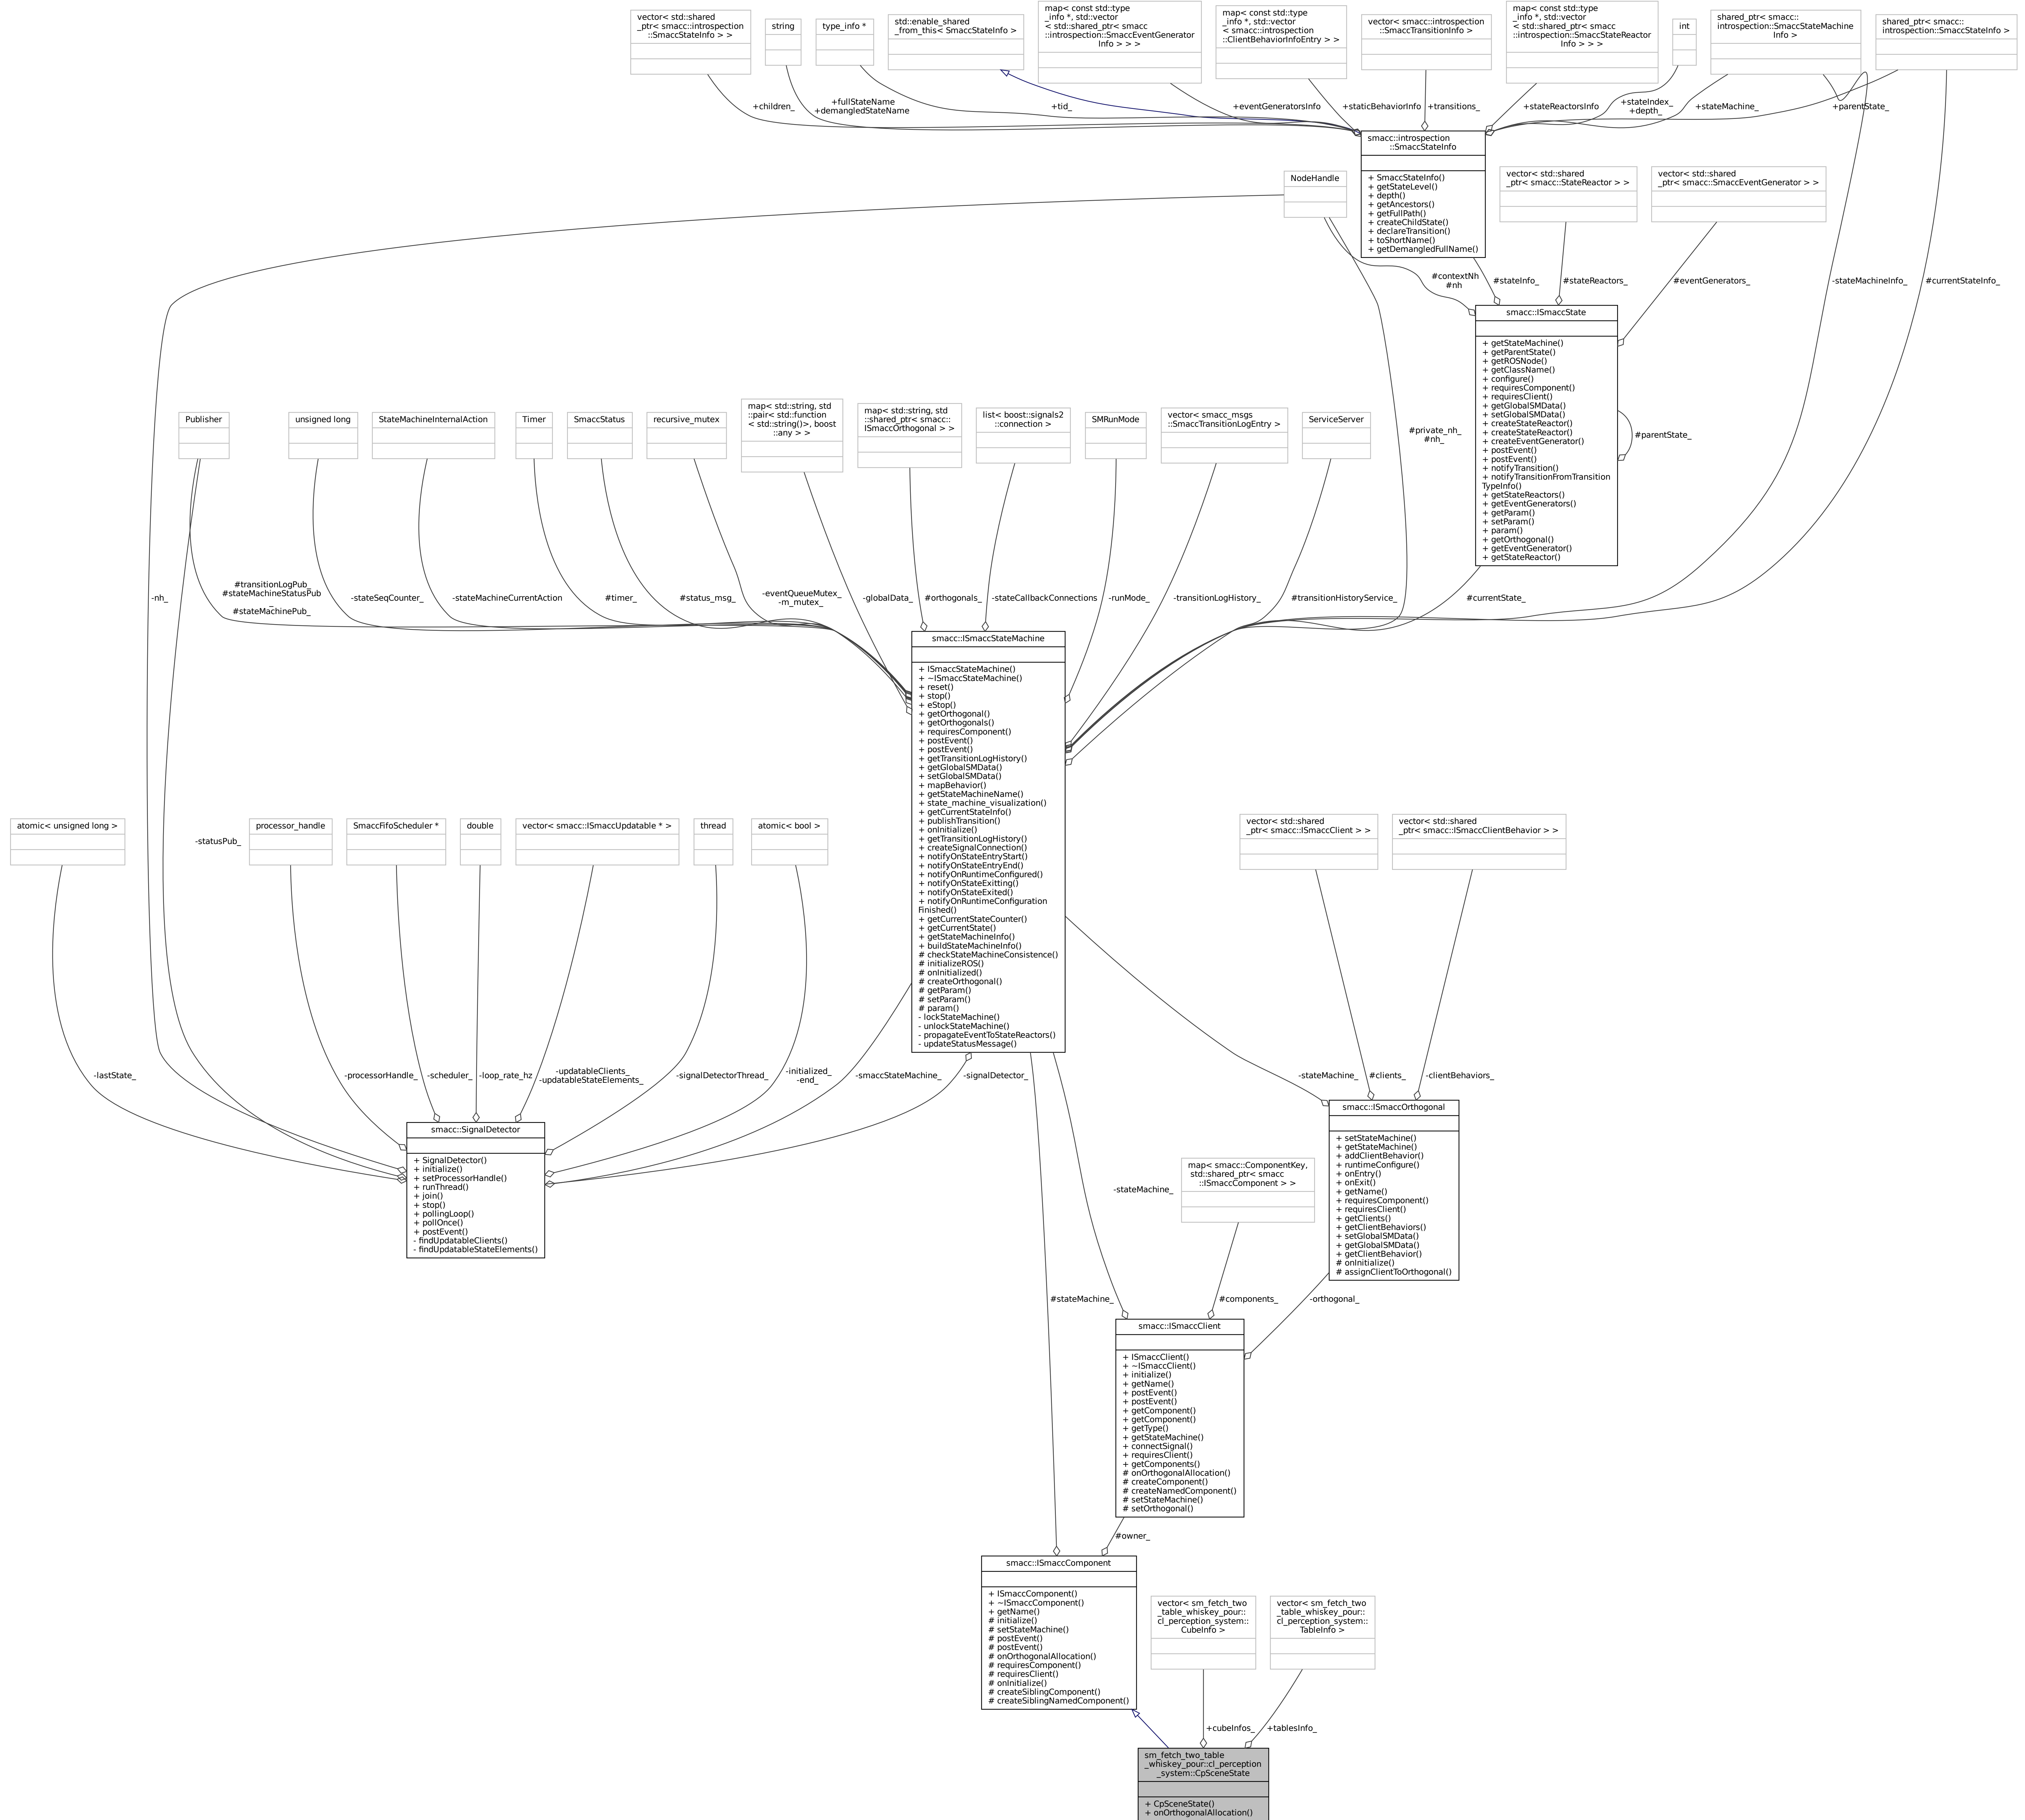 vector< std::shared
_ptr< smacc::introspection
::SmaccStateInfo > >
string
type_info *
std::enable_shared
_from_this< SmaccStateInfo >
map< const std::type
_info *, std::vector
< std::shared_ptr< smacc
::introspection::SmaccEventGenerator
Info > > >
map< const std::type
_info *, std::vector
< smacc::introspection
::ClientBehaviorInfoEntry > >
vector< smacc::introspection
::SmaccTransitionInfo >
map< const std::type
_info *, std::vector
< std::shared_ptr< smacc
::introspection::SmaccStateReactor
Info > > >
int
shared_ptr< smacc::
introspection::SmaccStateMachine
Info >
shared_ptr< smacc::
introspection::SmaccStateInfo >
+children_
+fullStateName
+demangledStateName
+tid_
+eventGeneratorsInfo
+staticBehaviorInfo
+transitions_
+stateReactorsInfo
+stateIndex_
+depth_
+stateMachine_
+parentState_
smacc::introspection
::SmaccStateInfo
+ SmaccStateInfo()
+ getStateLevel()
+ depth()
+ getAncestors()
+ getFullPath()
+ createChildState()
+ declareTransition()
+ toShortName()
+ getDemangledFullName()
NodeHandle
vector< std::shared
_ptr< smacc::StateReactor > >
vector< std::shared
_ptr< smacc::SmaccEventGenerator > >
#contextNh
#nh
#stateInfo_
#stateReactors_
#eventGenerators_
-stateMachineInfo_
#currentStateInfo_
smacc::ISmaccState
+ getStateMachine()
+ getParentState()
+ getROSNode()
+ getClassName()
+ configure()
+ requiresComponent()
+ requiresClient()
+ getGlobalSMData()
+ setGlobalSMData()
+ createStateReactor()
+ createStateReactor()
+ createEventGenerator()
+ postEvent()
+ postEvent()
+ notifyTransition()
+ notifyTransitionFromTransition
TypeInfo()
+ getStateReactors()
+ getEventGenerators()
+ getParam()
+ setParam()
+ param()
+ getOrthogonal()
+ getEventGenerator()
+ getStateReactor()
#parentState_
Publisher
unsigned long
StateMachineInternalAction
Timer
SmaccStatus
recursive_mutex
map< std::string, std
::pair< std::function
< std::string()>, boost
::any > >
map< std::string, std
::shared_ptr< smacc::
ISmaccOrthogonal > >
list< boost::signals2
::connection >
SMRunMode
vector< smacc_msgs
::SmaccTransitionLogEntry >
ServiceServer
#private_nh_
#nh_
-nh_
#transitionLogPub_
#stateMachineStatusPub
_
#stateMachinePub_
-stateSeqCounter_
-stateMachineCurrentAction
#timer_
#status_msg_
-eventQueueMutex_
-m_mutex_
-globalData_
#orthogonals_
-stateCallbackConnections
-runMode_
-transitionLogHistory_
#transitionHistoryService_
#currentState_
smacc::ISmaccStateMachine
+ ISmaccStateMachine()
+ ~ISmaccStateMachine()
+ reset()
+ stop()
+ eStop()
+ getOrthogonal()
+ getOrthogonals()
+ requiresComponent()
+ postEvent()
+ postEvent()
+ getTransitionLogHistory()
+ getGlobalSMData()
+ setGlobalSMData()
+ mapBehavior()
+ getStateMachineName()
+ state_machine_visualization()
+ getCurrentStateInfo()
+ publishTransition()
+ onInitialize()
+ getTransitionLogHistory()
+ createSignalConnection()
+ notifyOnStateEntryStart()
+ notifyOnStateEntryEnd()
+ notifyOnRuntimeConfigured()
+ notifyOnStateExitting()
+ notifyOnStateExited()
+ notifyOnRuntimeConfiguration
Finished()
+ getCurrentStateCounter()
+ getCurrentState()
+ getStateMachineInfo()
+ buildStateMachineInfo()
# checkStateMachineConsistence()
# initializeROS()
# onInitialized()
# createOrthogonal()
# getParam()
# setParam()
# param()
- lockStateMachine()
- unlockStateMachine()
- propagateEventToStateReactors()
- updateStatusMessage()
atomic< unsigned long >
-statusPub_
processor_handle
SmaccFifoScheduler *
double
vector< smacc::ISmaccUpdatable * >
thread
atomic< bool >
vector< std::shared
_ptr< smacc::ISmaccClient > >
vector< std::shared
_ptr< smacc::ISmaccClientBehavior > >
-lastState_
-processorHandle_
-scheduler_
-loop_rate_hz
-updatableClients_
-updatableStateElements_
-signalDetectorThread_
-initialized_
-end_
-smaccStateMachine_
-signalDetector_
-stateMachine_
#clients_
-clientBehaviors_
smacc::SignalDetector
+ SignalDetector()
+ initialize()
+ setProcessorHandle()
+ runThread()
+ join()
+ stop()
+ pollingLoop()
+ pollOnce()
+ postEvent()
- findUpdatableClients()
- findUpdatableStateElements()
smacc::ISmaccOrthogonal
+ setStateMachine()
+ getStateMachine()
+ addClientBehavior()
+ runtimeConfigure()
+ onEntry()
+ onExit()
+ getName()
+ requiresComponent()
+ requiresClient()
+ getClients()
+ getClientBehaviors()
+ setGlobalSMData()
+ getGlobalSMData()
+ getClientBehavior()
# onInitialize()
# assignClientToOrthogonal()
map< smacc::ComponentKey,
std::shared_ptr< smacc
::ISmaccComponent > >
-stateMachine_
#stateMachine_
#components_
-orthogonal_
smacc::ISmaccClient
+ ISmaccClient()
+ ~ISmaccClient()
+ initialize()
+ getName()
+ postEvent()
+ postEvent()
+ getComponent()
+ getComponent()
+ getType()
+ getStateMachine()
+ connectSignal()
+ requiresClient()
+ getComponents()
# onOrthogonalAllocation()
# createComponent()
# createNamedComponent()
# setStateMachine()
# setOrthogonal()
#owner_
smacc::ISmaccComponent
+ ISmaccComponent()
+ ~ISmaccComponent()
+ getName()
# initialize()
# setStateMachine()
# postEvent()
# postEvent()
# onOrthogonalAllocation()
# requiresComponent()
# requiresClient()
# onInitialize()
# createSiblingComponent()
# createSiblingNamedComponent()
vector< sm_fetch_two
_table_whiskey_pour::
cl_perception_system::
CubeInfo >
vector< sm_fetch_two
_table_whiskey_pour::
cl_perception_system::
TableInfo >
+cubeInfos_
+tablesInfo_
sm_fetch_two_table
_whiskey_pour::cl_perception
_system::CpSceneState
+ CpSceneState()
+ onOrthogonalAllocation()